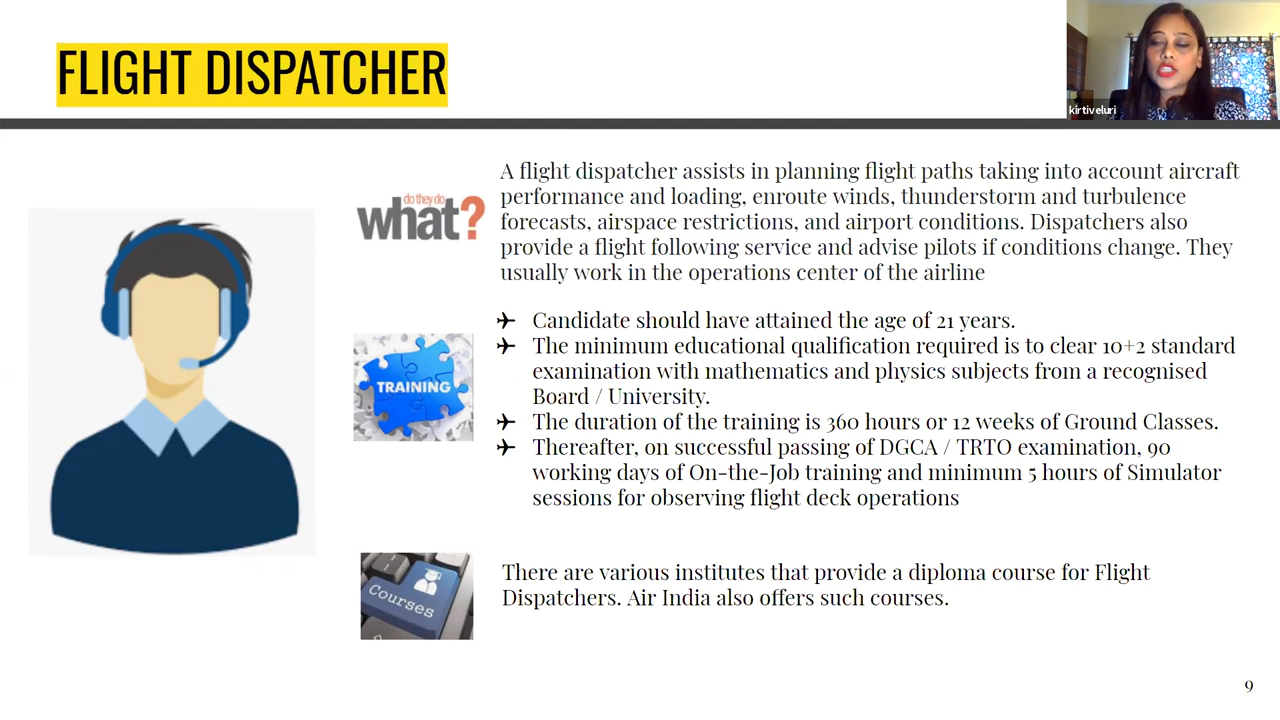 FLIGHT DISPATCHER
kirtiveluri
do they do
what?
A flight dispatcher assists in planning flight paths taking into account aircraft
performance and loading, enroute winds, thunderstorm and turbulence
forecasts, airspace restrictions, and airport conditions. Dispatchers also
provide a flight following service and advise pilots if conditions change. They
usually work in the operations center of the airline
TRAINING
✈ Candidate should have attained the age of 21 years.
✈ The minimum educational qualification required is to clear 10+2 standard
examination with mathematics and physics subjects from a recognised
Board / University.
✈ The duration of the training is 360 hours or 12 weeks of Ground Classes.
✈ Thereafter, on successful passing of DGCA / TRTO examination, 90
working days of On-the-Job training and minimum 5 hours of Simulator
sessions for observing flight deck operations
Courses
There are various institutes that provide a diploma course for Flight
Dispatchers. Air India also offers such courses.
9